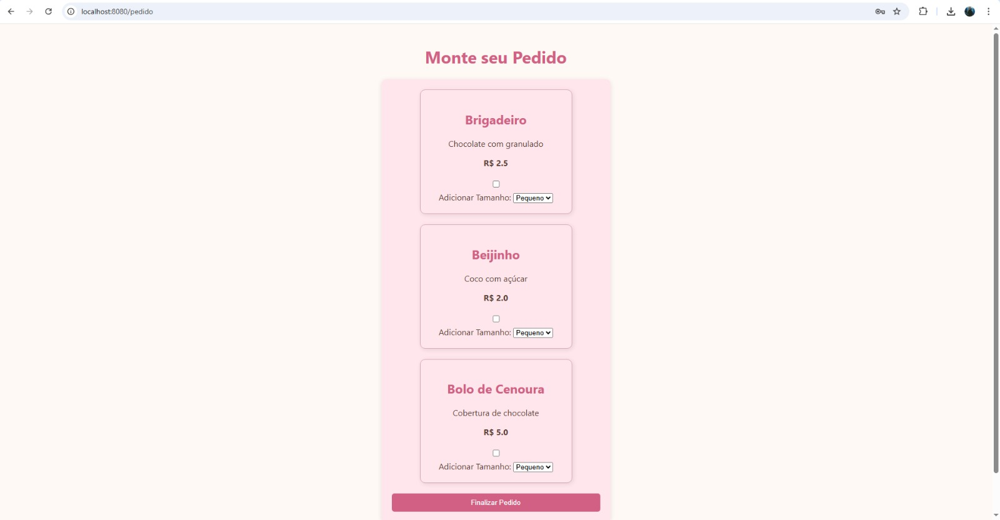 localhost:8080/pedido
Monte seu Pedido
Brigadeiro
Chocolate com granulado
R$ 2.5
Adicionar Tamanho: Pequeno
Beijinho
Coco com açúcar
R$ 2.0
Adicionar Tamanho: Pequeno
Bolo de Cenoura
Cobertura de chocolate
R$ 5.0
Adicionar Tamanho: Pequeno
Finalizar Pedido